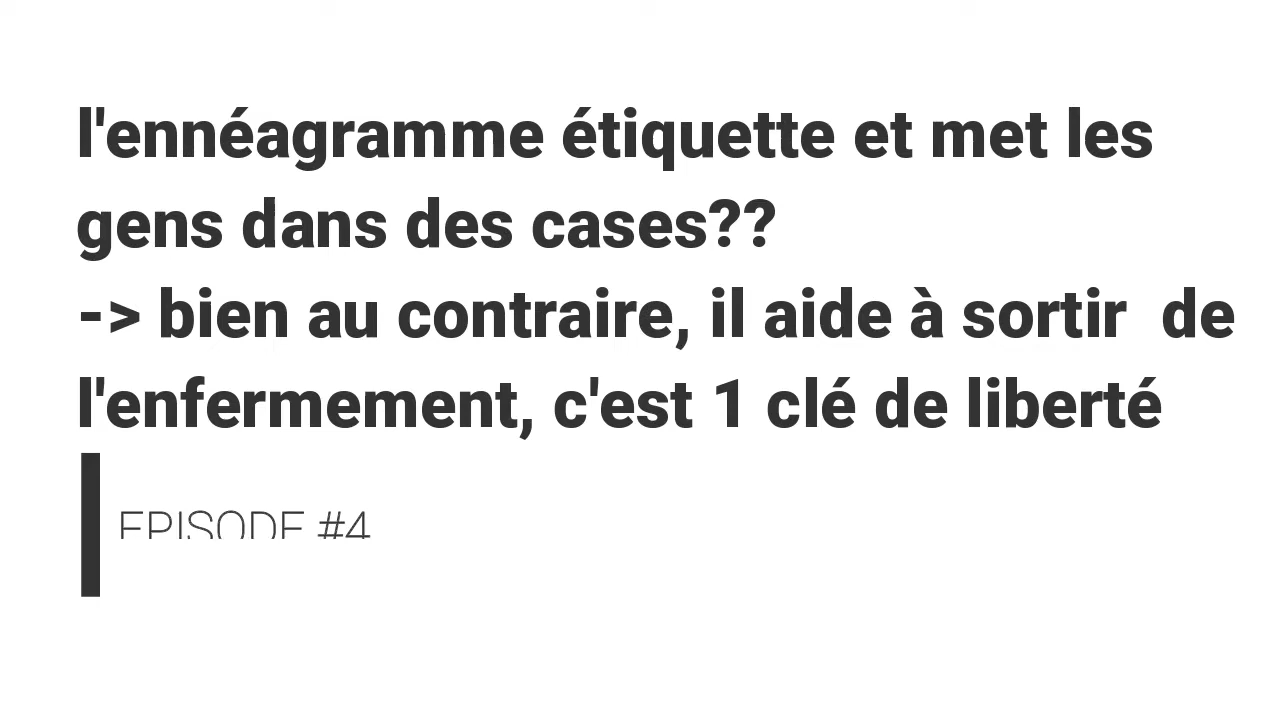 l'ennéagramme étiquette et met les
gens dans des cases??
-> bien au contraire, il aide à sortir  de
l'enfermement, c'est 1 clé de liberté
EPISODE #4